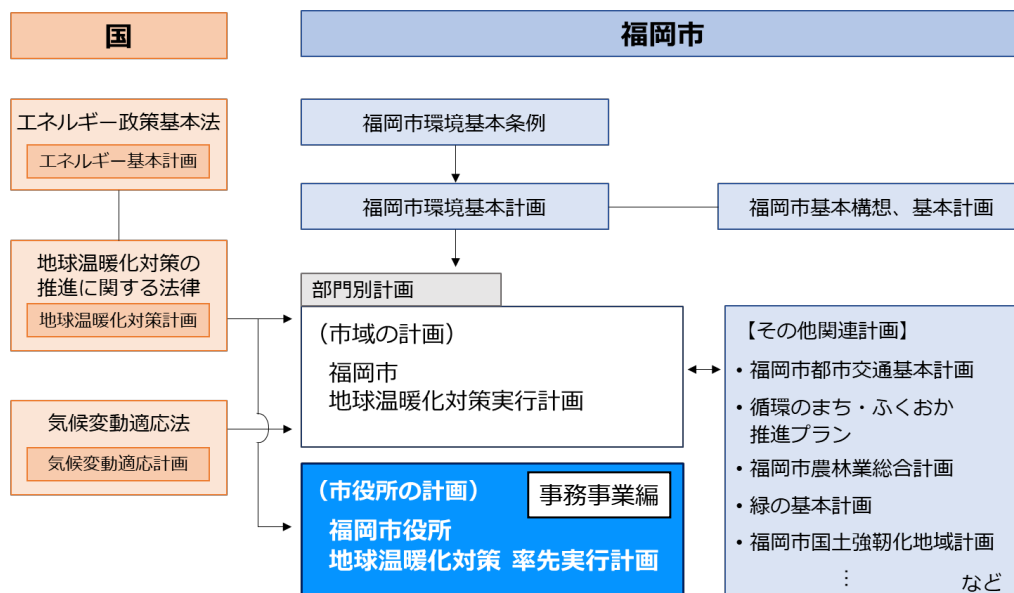 国
福岡市
エネルギー政策基本法
エネルギー基本計画
地球温暖化対策の
推進に関する法律
地球温暖化対策計画
気候変動適応法
気候変動適応計画
福岡市環境基本条例
福岡市環境基本計画
福岡市基本構想、基本計画
部門別計画
（市域の計画）
福岡市
地球温暖化対策実行計画
（市役所の計画）
事務事業編
福岡市役所
地球温暖化対策 率先実行計画
【その他関連計画】
・福岡市都市交通基本計画
・循環のまち・ふくおか
推進プラン
・福岡市農林業総合計画
・緑の基本計画
・福岡市国土強靭化地域計画
⋮
など